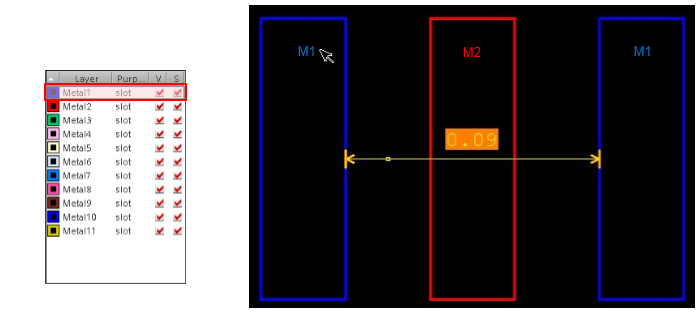 Layer Purp... V S
Metal1 slot
Metal2 slot
Metal3 slot
Metal4 slot
Metal5 slot
Metal6 slot
Metal7 slot
Metal8 slot
Metal9 slot
Metal10 slot
Metal11 slot
M1 M2 M1
0.09